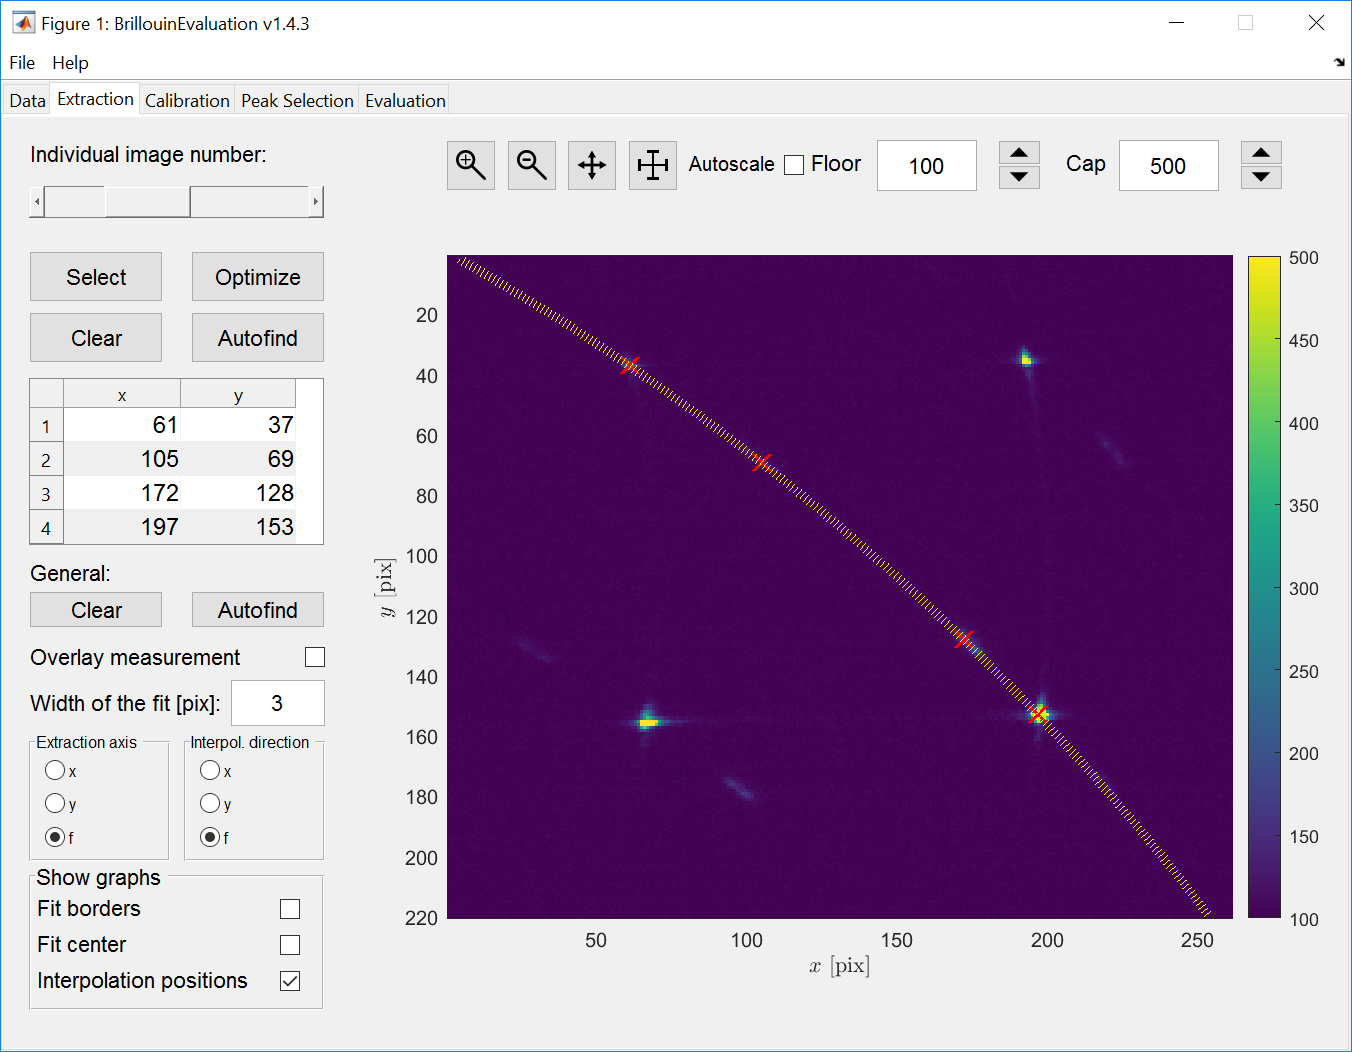 Figure 1: BrillouinEvaluation v1.4.3
File Help
Data Extraction Calibration Peak Selection Evaluation
Individual image number:
Autoscale Floor 100 Cap 500
Select Optimize
Clear Autofind
x y
1 61 37
2 105 69
3 172 128
4 197 153
General:
Clear Autofind
Overlay measurement
Width of the fit [pix]: 3
Extraction axis Interpol. direction
x x
y y
f f
Show graphs
Fit borders
Fit center
Interpolation positions
20
40
60
80
100
120
140
160
180
200
220
y [pix]
50 100 150 200 250
x [pix]
500
450
400
350
300
250
200
150
100